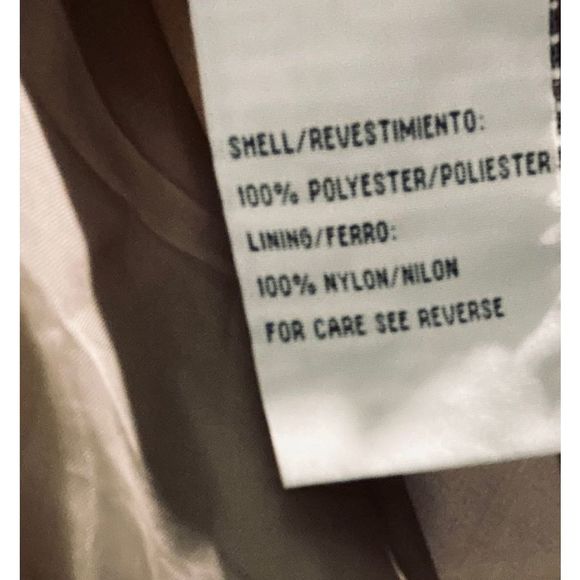 SHELL/REVESTIMIENTO:
100% POLYESTER/POLIESTER
LINING/FERRO:
100% NYLON/NILON
FOR CARE SEE REVERSE